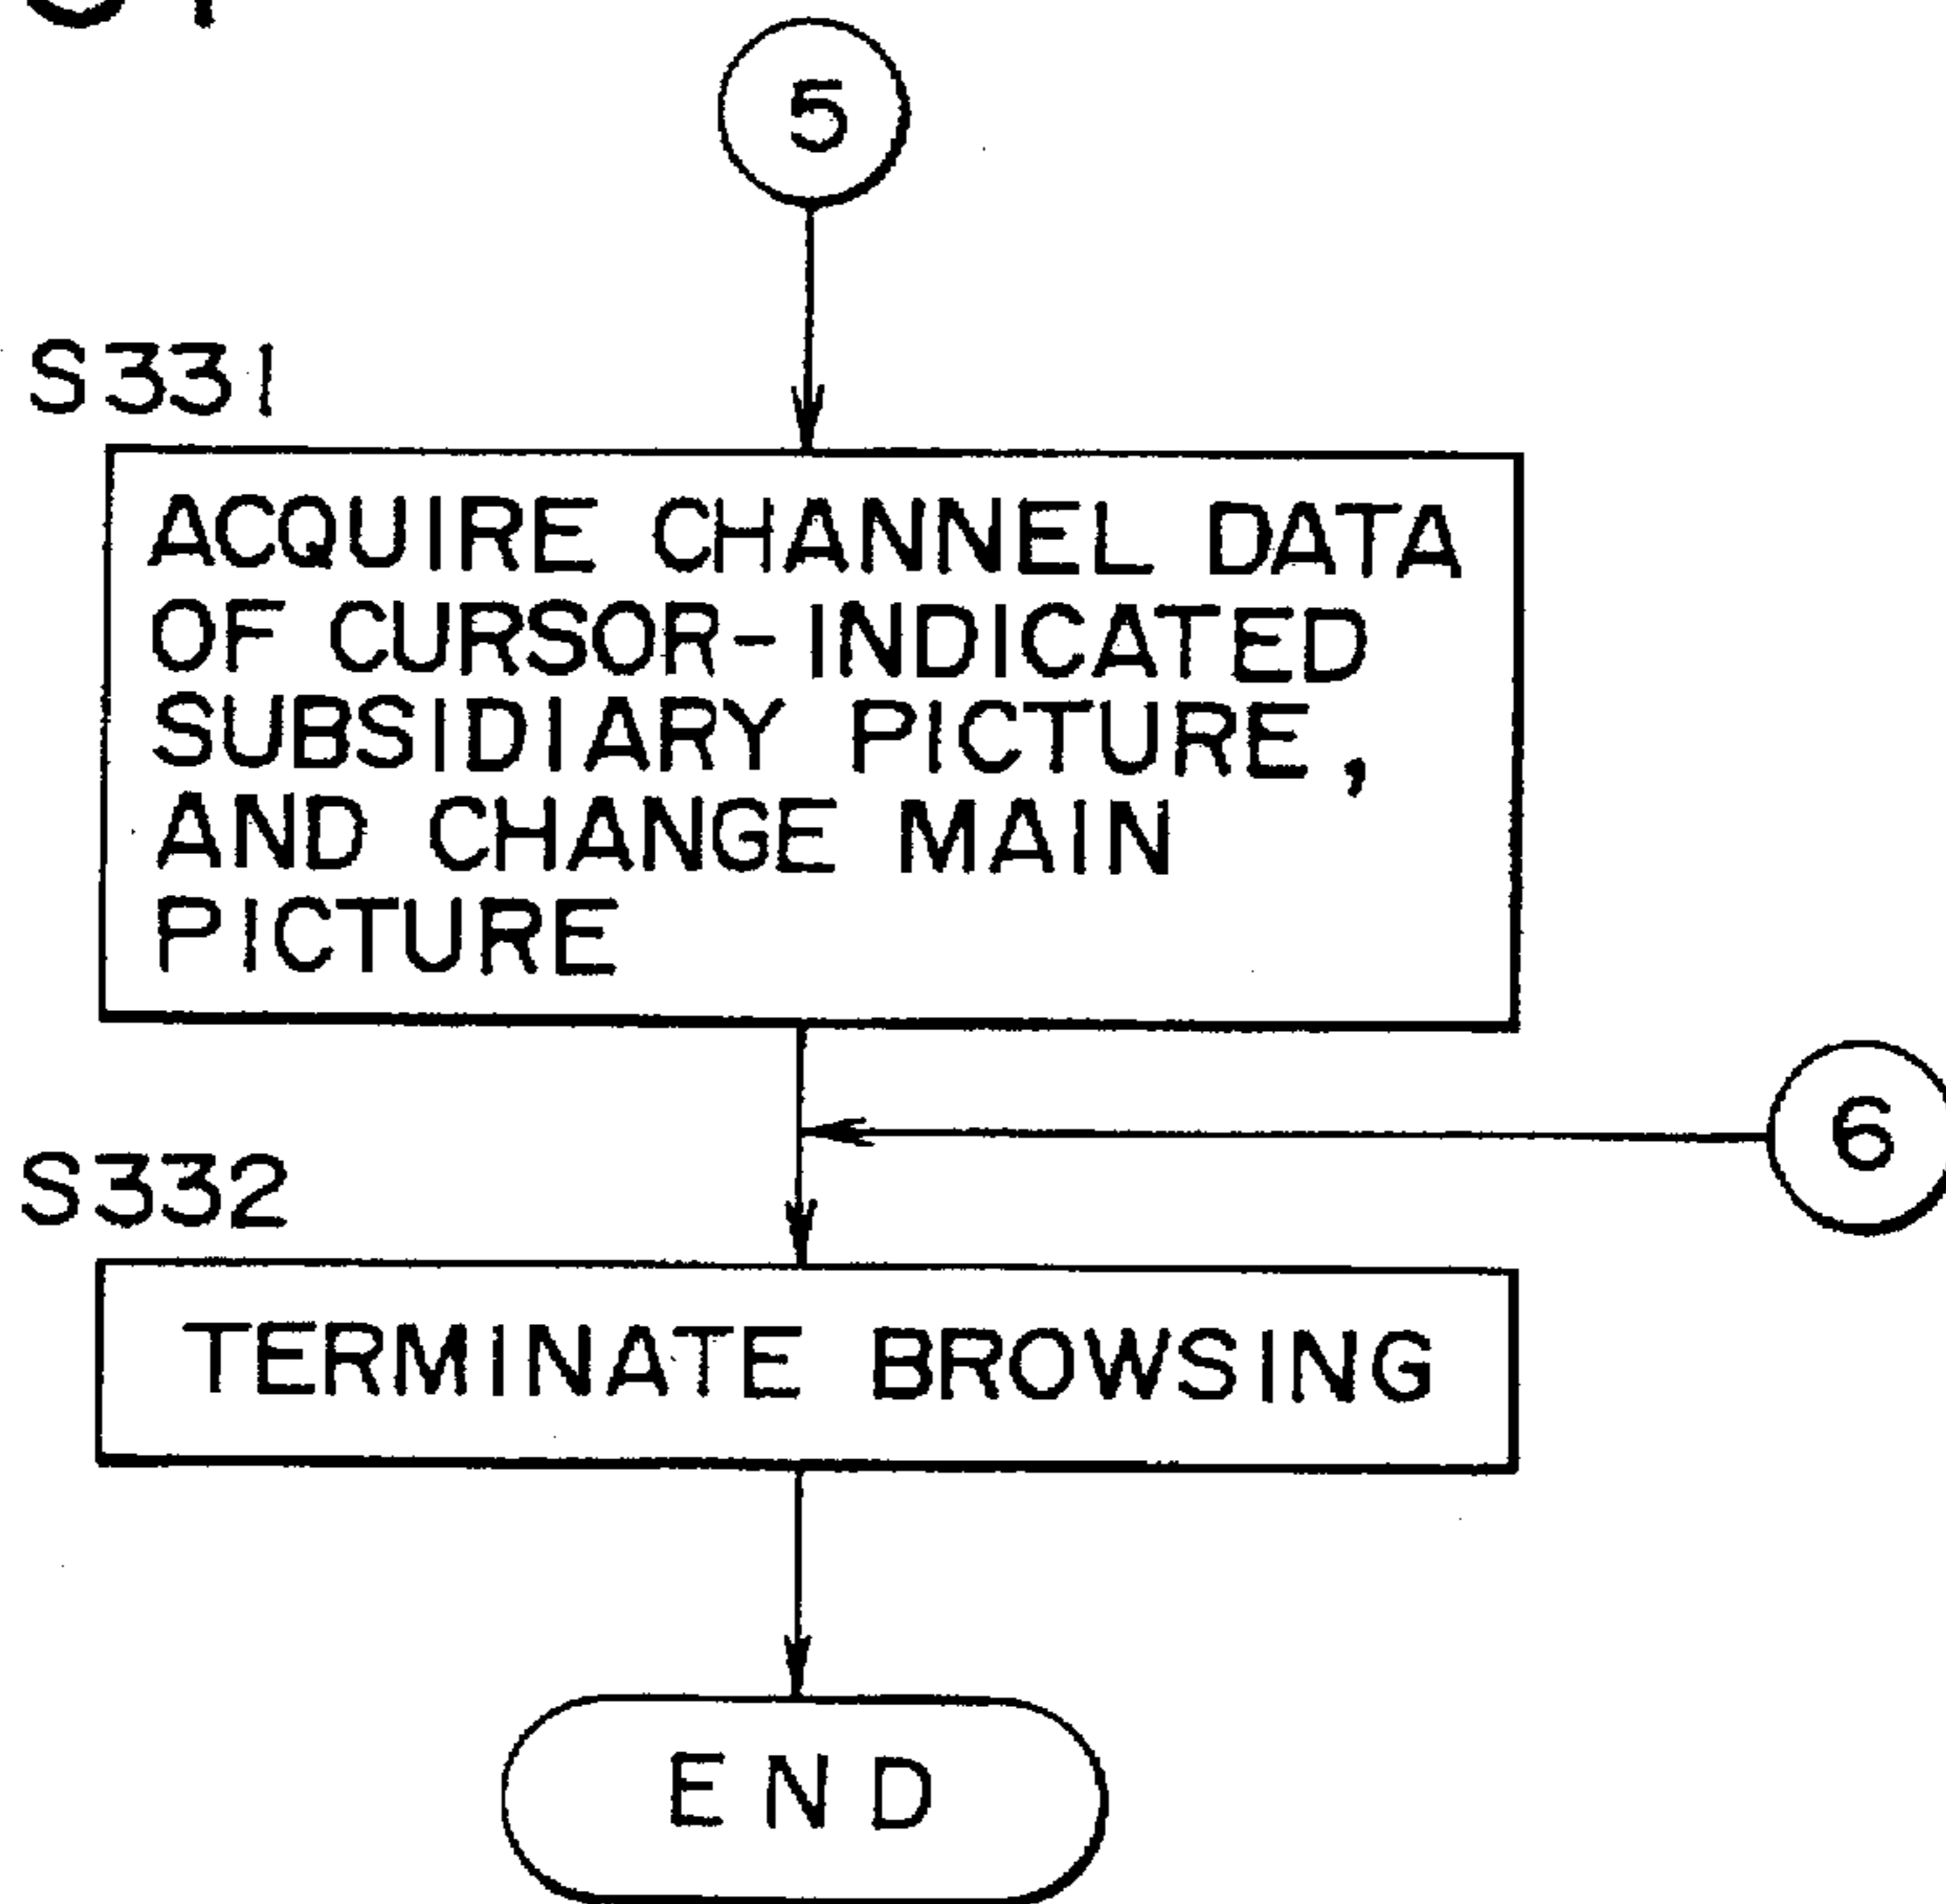 5
S331
ACQUIRE CHANNEL DATA
OF CURSOR-INDICATED
SUBSIDIARY PICTURE,
AND CHANGE MAIN
PICTURE
6
S332
TERMINATE BROWSING
END